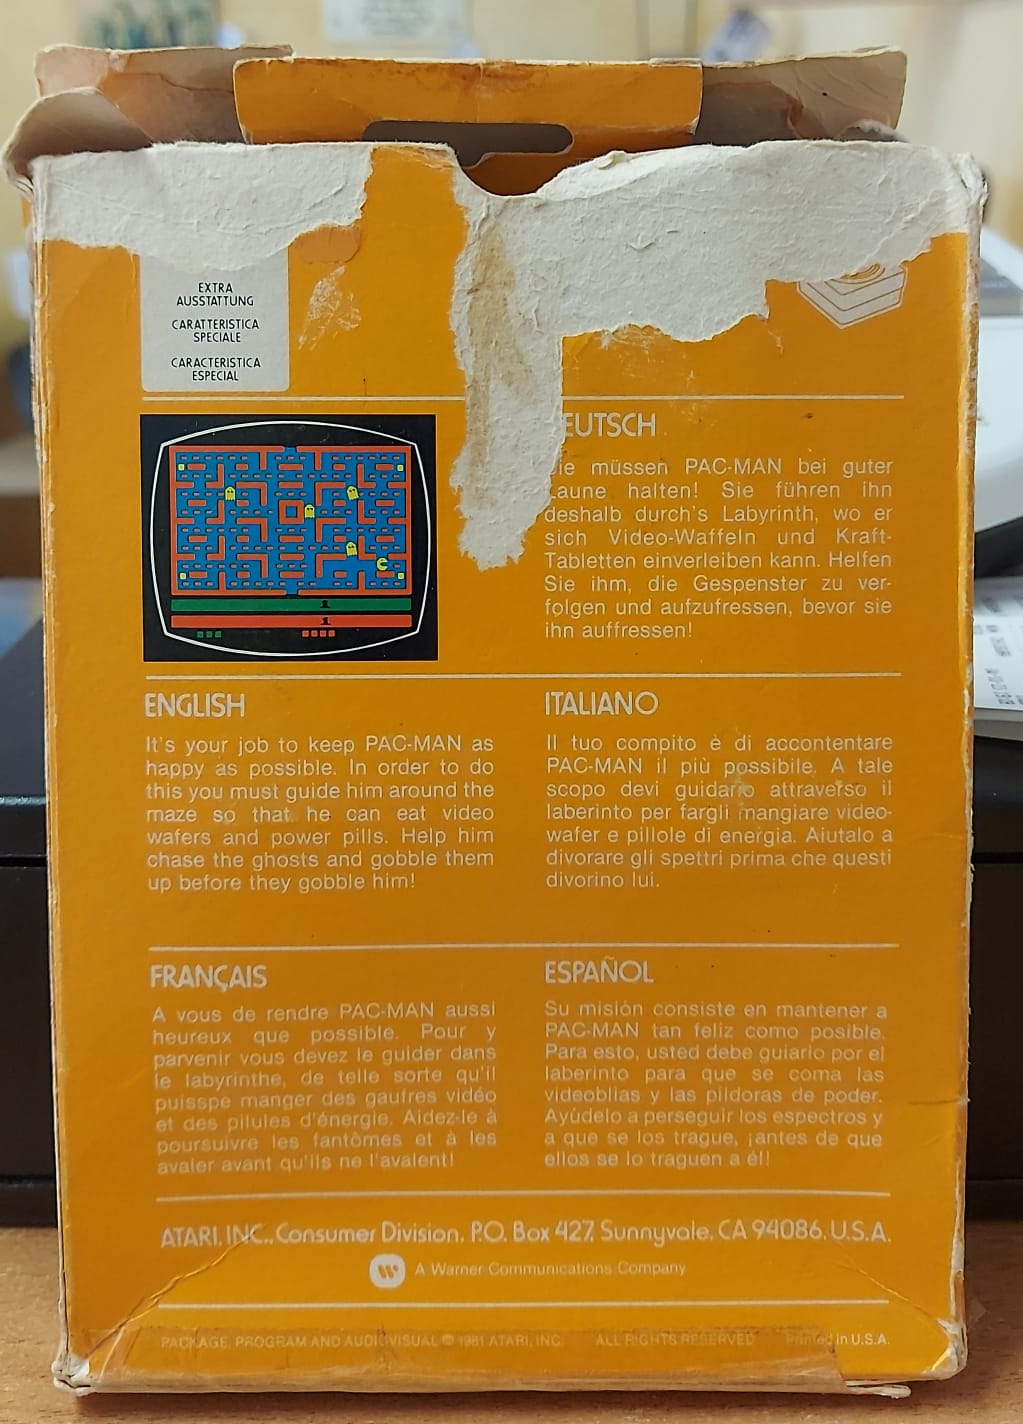 EXTRA
AUSSTATTUNG
CARATTERISTICA
SPECIALE
CARACTERISTICA
ESPECIAL
EUTSCH
ie müssen PAC-MAN bei guter
Laune halten! Sie führen ihn
deshalb durch's Labyrinth, wo er
sich Video-Waffeln und Kraft-
Tabletten einverleiben kann. Helfen
Sie ihm, die Gespenster zu ver-
folgen und aufzufressen, bevor sie
ihn auffressen!
1
1
ENGLISH
It's your job to keep PAC-MAN as
happy as possible. In order to do
this you must guide him around the
maze so that he can eat video
wafers and power pills. Help him
chase the ghosts and gobble them
up before they gobble him!
ITALIANO
Il tuo compito è di accontentare
PAC-MAN il più possibile. A tale
scopo devi guidarlo attraverso il
laberinto per fargli mangiare video-
wafer e pillole di energia. Aiutalo a
divorare gli spettri prima che questi
divorino lui.
FRANÇAIS
A vous de rendre PAC-MAN aussi
heureux que possible. Pour y
parvenir vous devez le guider dans
le labyrinthe, de telle sorte qu'il
puisspe manger des gaufres vidéo
et des pilules d'énergie. Aidez-le à
poursuivre les fantômes et à les
avaler avant qu'ils ne l'avalent!
ESPAÑOL
Su misión consiste en mantener a
PAC-MAN tan feliz como posible.
Para esto, usted debe guiarlo por el
laberinto para que se coma las
videoblias y las píldoras de poder.
Ayúdelo a perseguir los espectros y
a que se los trague, ¡antes de que
ellos se lo traguen a él!
ATARI, INC., Consumer Division, P.O. Box 427, Sunnyvale, CA 94086, U.S.A.
A Warner Communications Company
PACKAGE, PROGRAM AND AUDIOVISUAL © 1981 ATARI, INC. ALL RIGHTS RESERVED Printed in U.S.A.